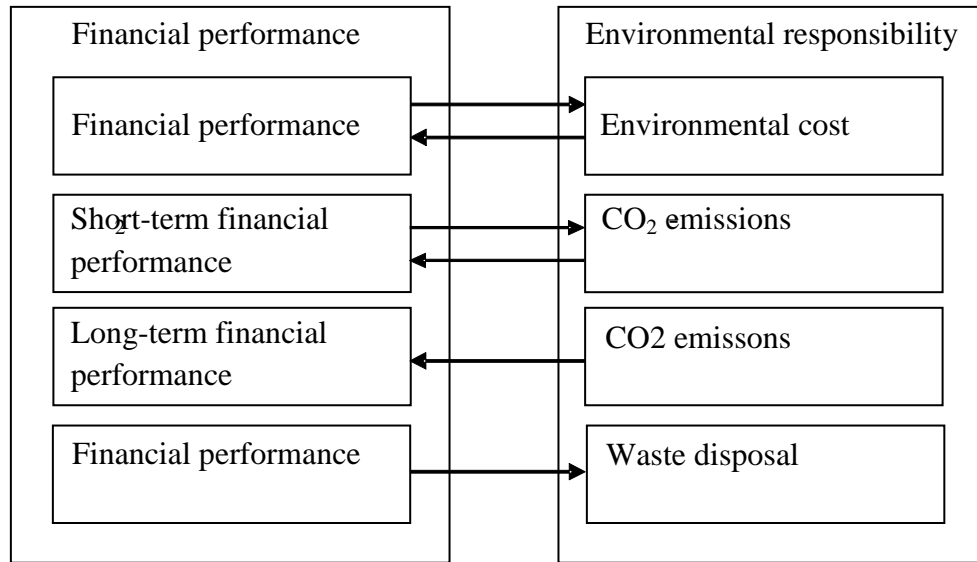 Financial performance
Environmental responsibility
Financial performance
Environmental cost
Short-term financial
performance
2
CO₂ emissions
Long-term financial
performance
CO2 emissons
Financial performance
Waste disposal